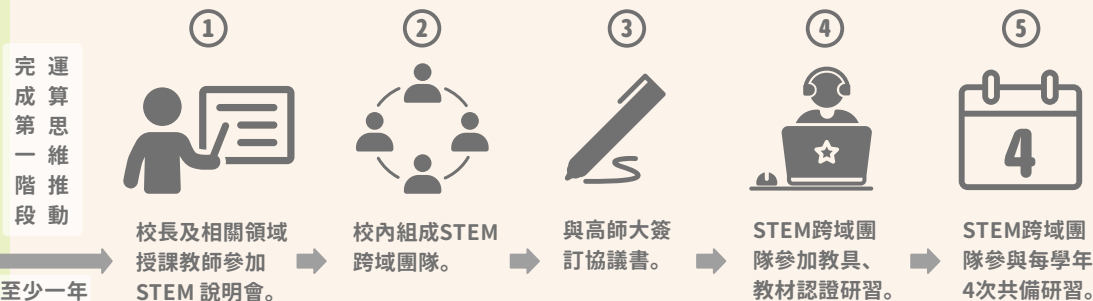 運算思維推動
完成第一階段
至少一年
①
校長及相關領域
授課教師參加
STEM 說明會。
②
校內組成STEM
跨域團隊。
③
與高師大簽
訂協議書。
④
STEM跨域團
隊參加教具、
教材認證研習。
⑤
4
STEM跨域團
隊參與每學年
4次共備研習。